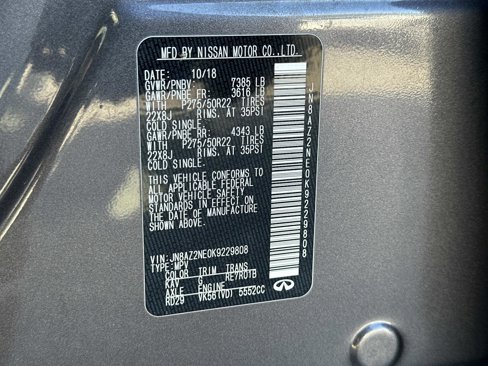 MFD BY NISSAN MOTOR CO.,LTD.
DATE: 10/18
GVWR/PNBV: 7385 LB
GAWR/PNBE FR: 3616 LB
WITH P275/50R22 TIRES
22X8J RIMS. AT 35PSI
COLD SINGLE.
GAWR/PNBE RR: 4343 LB
WITH P275/50R22 TIRES
22X8J RIMS. AT 35PSI
COLD SINGLE.
THIS VEHICLE CONFORMS TO
ALL APPLICABLE FEDERAL
MOTOR VEHICLE SAFETY
STANDARDS IN EFFECT ON
THE DATE OF MANUFACTURE
SHOWN ABOVE.
VIN:JN8AZ2NE0K9229808
TYPE:MPV
COLOR TRIM TRANS
KAV G RE7R01B
AXLE ENGINE
RD29 VK56(VD) 5552CC
INFINITI
JN8AZ2NE0K9229808